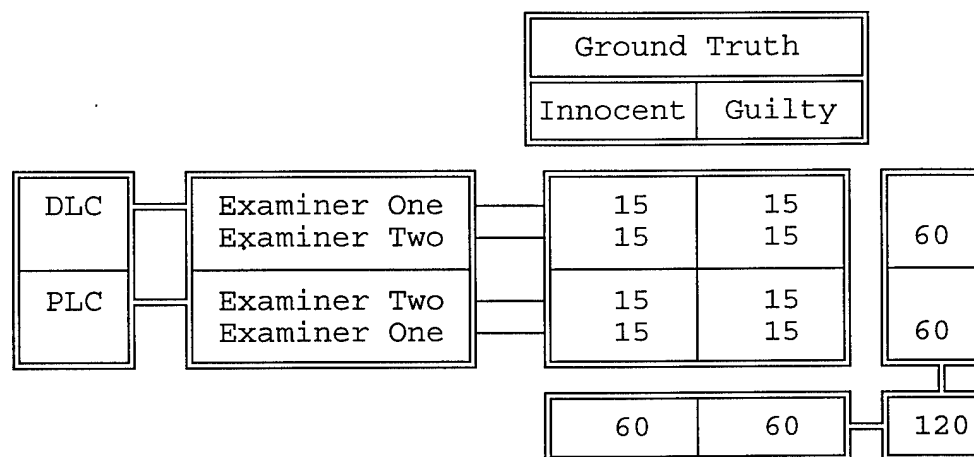 Ground Truth
Innocent Guilty
DLC Examiner One 15 15
Examiner Two 15 15 60
PLC Examiner Two 15 15
Examiner One 15 15 60
60 60 120